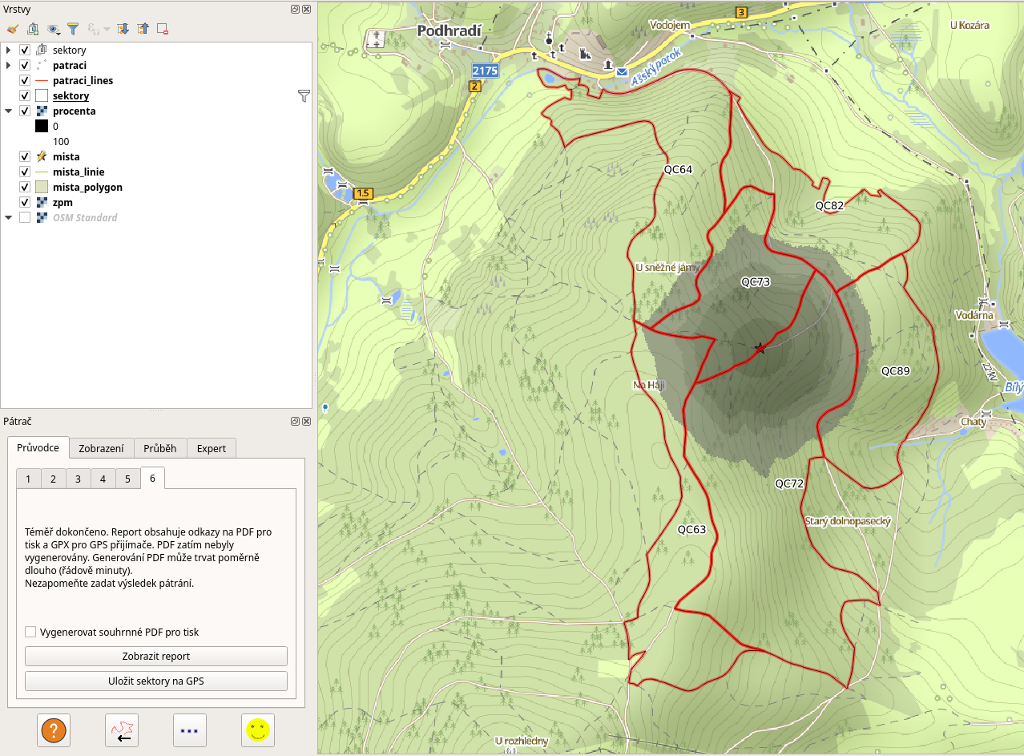 Vrstvy
sektory
patraci
patraci_lines
sektory
procenta
0
100
mista
mista_linie
mista_polygon
zpm
OSM Standard
Pátrač
Průvodce
Zobrazení
Průběh
Expert
1
2
3
4
5
6
Téměř dokončeno. Report obsahuje odkazy na PDF pro
tisk a GPX pro GPS přijímače. PDF zatím nebyly
vygenerovány. Generování PDF může trvat poměrně
dlouho (řádově minuty).
Nezapomeňte zadat výsledek pátrání.
Vygenerovat souhrnné PDF pro tisk
Zobrazit report
Uložit sektory na GPS
Podhradí
Vodojem
3
U Kozára
2175
2
Ašský potok
1.5
QC64
QC82
U sněžné jámy
QC73
Vodárna
Na Háji
QC89
Bílý
Chaty
QC72
Starý dolnopasecký
QC63
U rozhledny